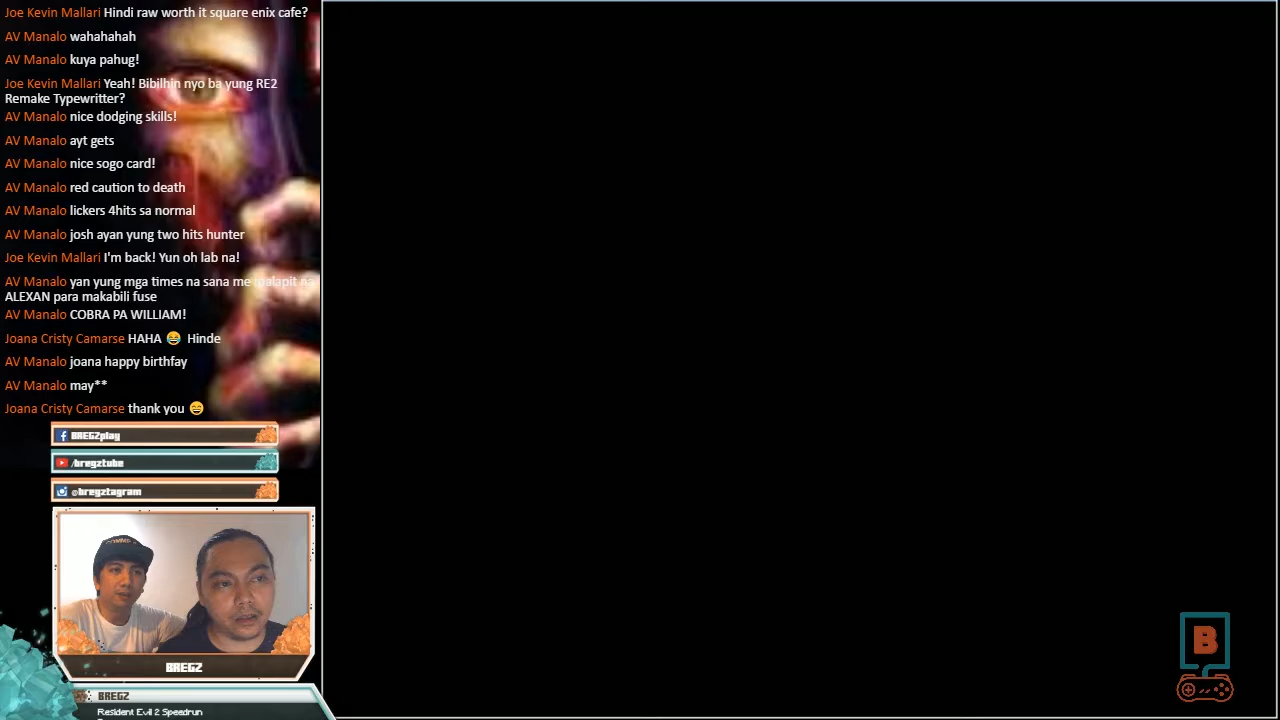 Joe Kevin Mallari Hindi raw worth it square enix cafe?
AV Manalo wahahahah
AV Manalo kuya pahug!
Joe Kevin Mallari Yeah! Bibilhin nyo ba yung RE2
Remake Typewritter?
AV Manalo nice dodging skills!
AV Manalo ayt gets
AV Manalo nice sogo card!
AV Manalo red caution to death
AV Manalo lickers 4hits sa normal
AV Manalo josh ayan yung two hits hunter
Joe Kevin Mallari I'm back! Yun oh lab na!
AV Manalo yan yung mga times na sana me
ALEXAN para makabili fuse
AV Manalo COBRA PA WILLIAM!
Joana Cristy Camarse HAHA 😂 Hinde
AV Manalo joana happy birthfay
AV Manalo may**
Joana Cristy Camarse thank you 😄
BREGZplay
/bregztube
@bregztagram
BREGZ
BREGZ
Resident Evil 2 Speedrun
B